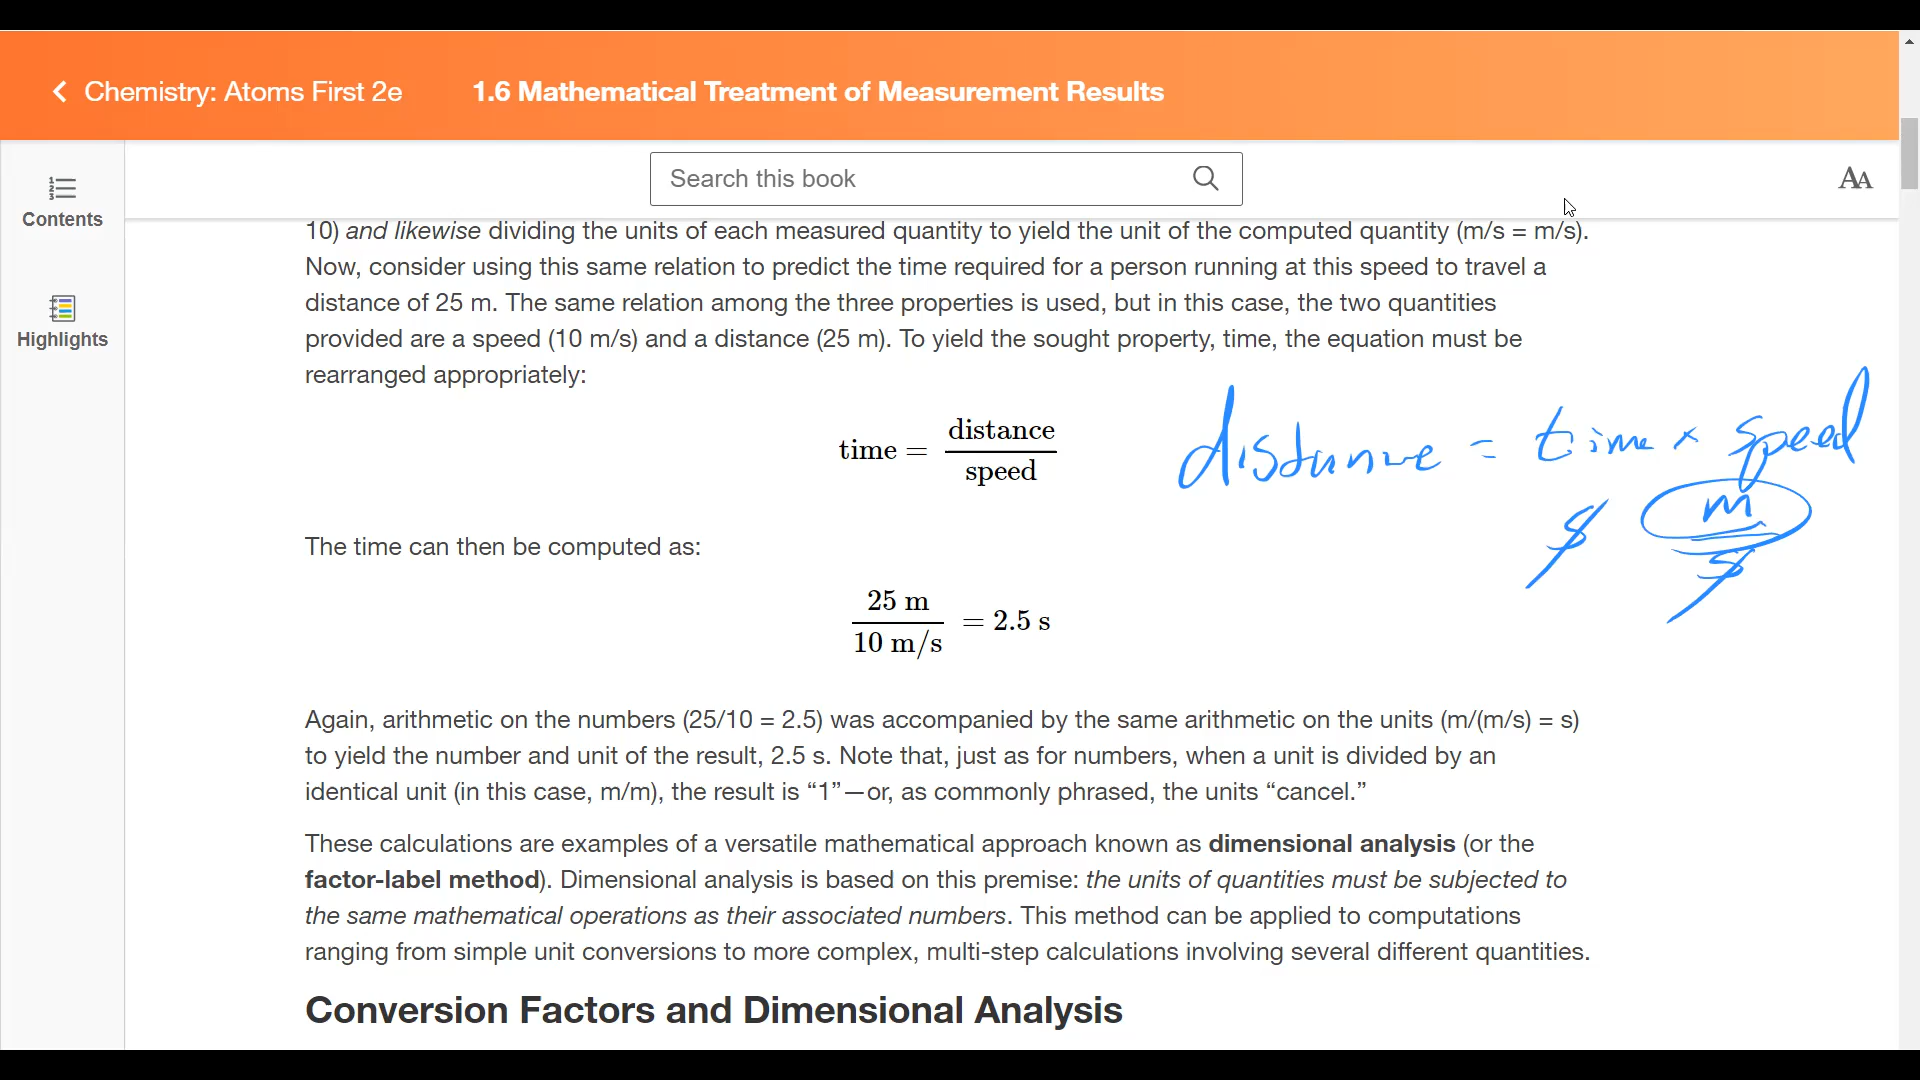 Chemistry: Atoms First 2e
1.6 Mathematical Treatment of Measurement Results
Contents
Highlights
Search this book
AA
10) and likewise dividing the units of each measured quantity to yield the unit of the computed quantity (m/s = m/s).
Now, consider using this same relation to predict the time required for a person running at this speed to travel a
distance of 25 m. The same relation among the three properties is used, but in this case, the two quantities
provided are a speed (10 m/s) and a distance (25 m). To yield the sought property, time, the equation must be
rearranged appropriately:
time = distance / speed
distance = time × speed
s m/s
The time can then be computed as:
25 m / 10 m/s = 2.5 s
Again, arithmetic on the numbers (25/10 = 2.5) was accompanied by the same arithmetic on the units (m/(m/s) = s)
to yield the number and unit of the result, 2.5 s. Note that, just as for numbers, when a unit is divided by an
identical unit (in this case, m/m), the result is “1”—or, as commonly phrased, the units “cancel.”
These calculations are examples of a versatile mathematical approach known as dimensional analysis (or the
factor-label method). Dimensional analysis is based on this premise: the units of quantities must be subjected to
the same mathematical operations as their associated numbers. This method can be applied to computations
ranging from simple unit conversions to more complex, multi-step calculations involving several different quantities.
Conversion Factors and Dimensional Analysis